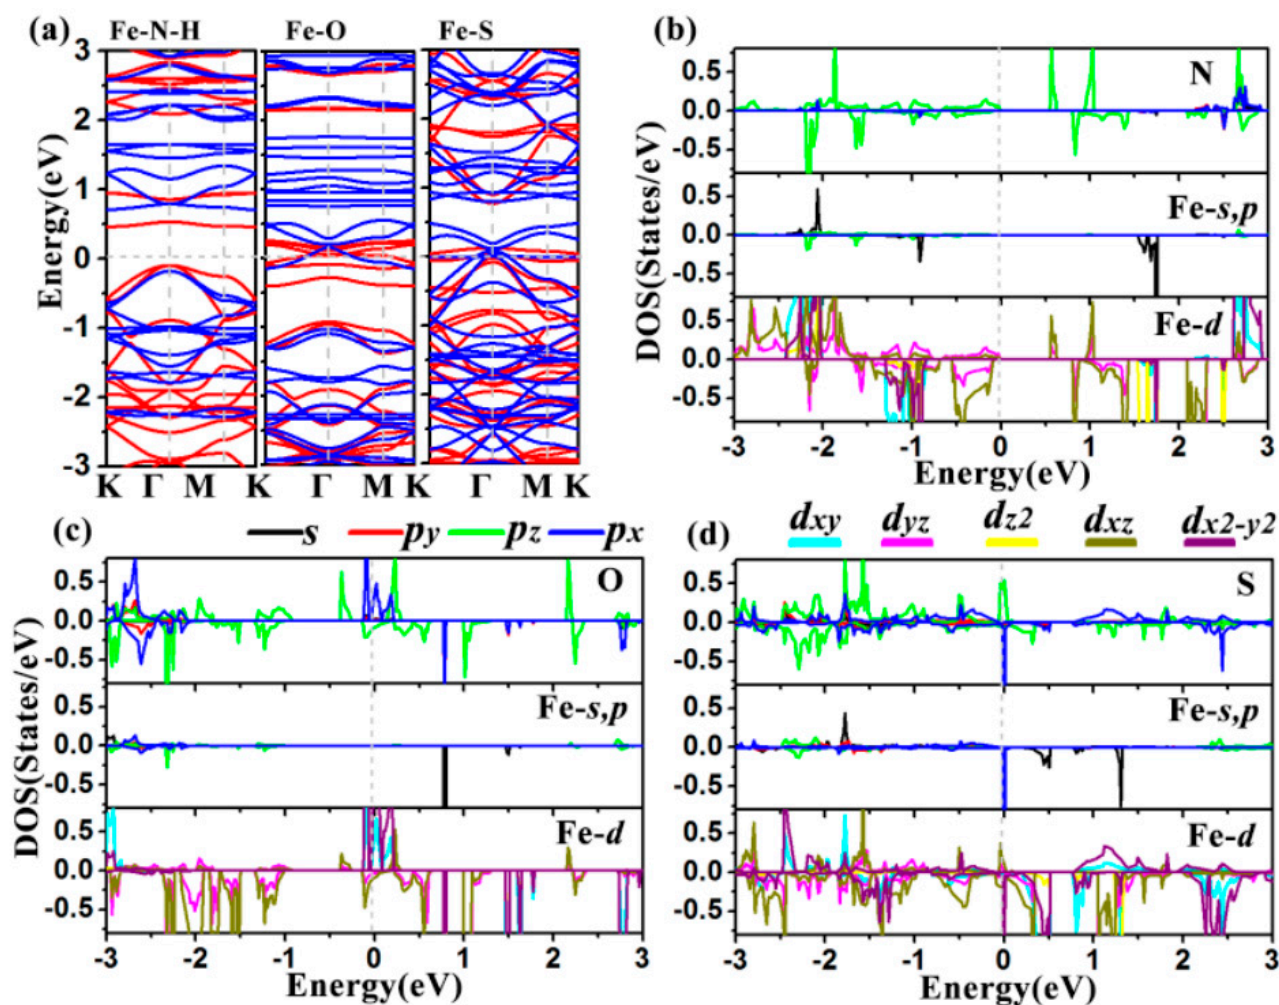 (a) Fe-N-H Fe-O Fe-S
Energy(eV)
3
2
1
0
-1
-2
-3
K Γ M K Γ M K Γ M K
(b)
DOS(States/eV)
N
0.5
0.0
-0.5
Fe-s,p
0.5
0.0
-0.5
Fe-d
0.5
0.0
-0.5
-3 -2 -1 0 1 2 3
Energy(eV)
(c)
s py pz px
DOS(States/eV)
O
0.5
0.0
-0.5
Fe-s,p
0.5
0.0
-0.5
Fe-d
0.5
0.0
-0.5
-3 -2 -1 0 1 2 3
Energy(eV)
(d)
dxy dyz dz2 dxz dx2-y2
S
0.5
0.0
-0.5
Fe-s,p
0.5
0.0
-0.5
Fe-d
0.5
0.0
-0.5
-3 -2 -1 0 1 2 3
Energy(eV)